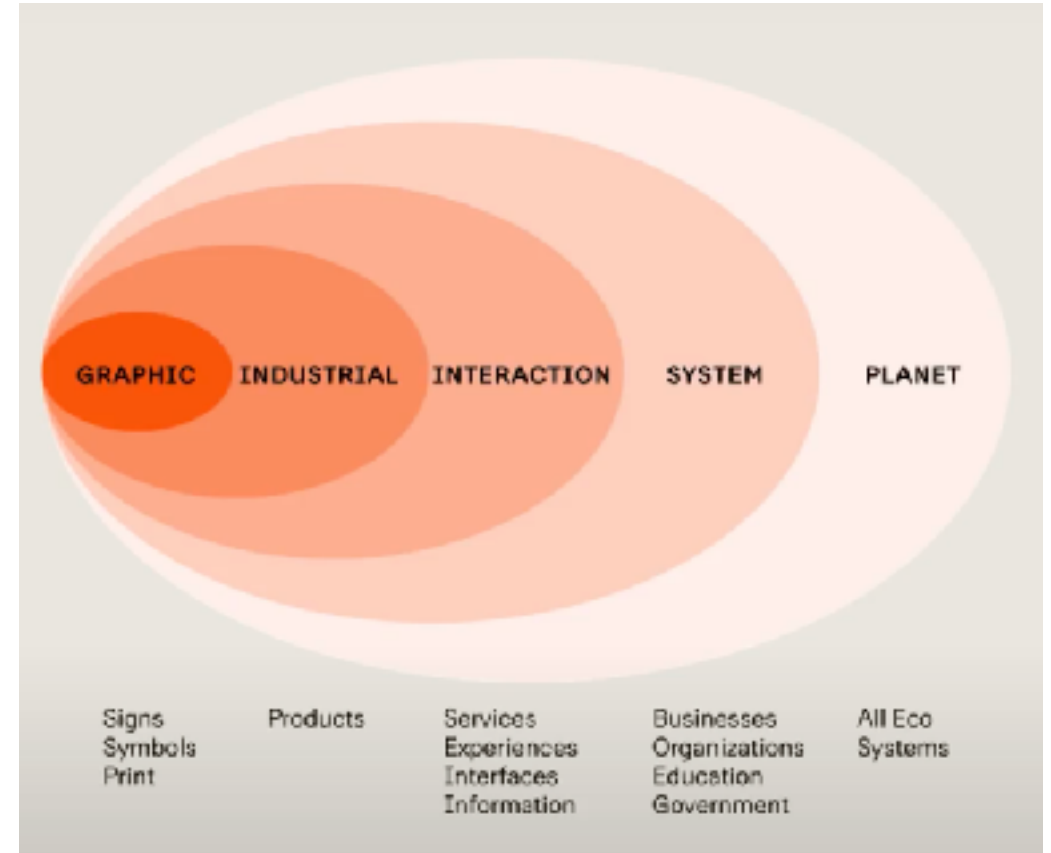 GRAPHIC INDUSTRIAL INTERACTION SYSTEM PLANET
Signs
Symbols
Print
Products
Services
Experiences
Interfaces
Information
Businesses
Organizations
Education
Government
All Eco
Systems